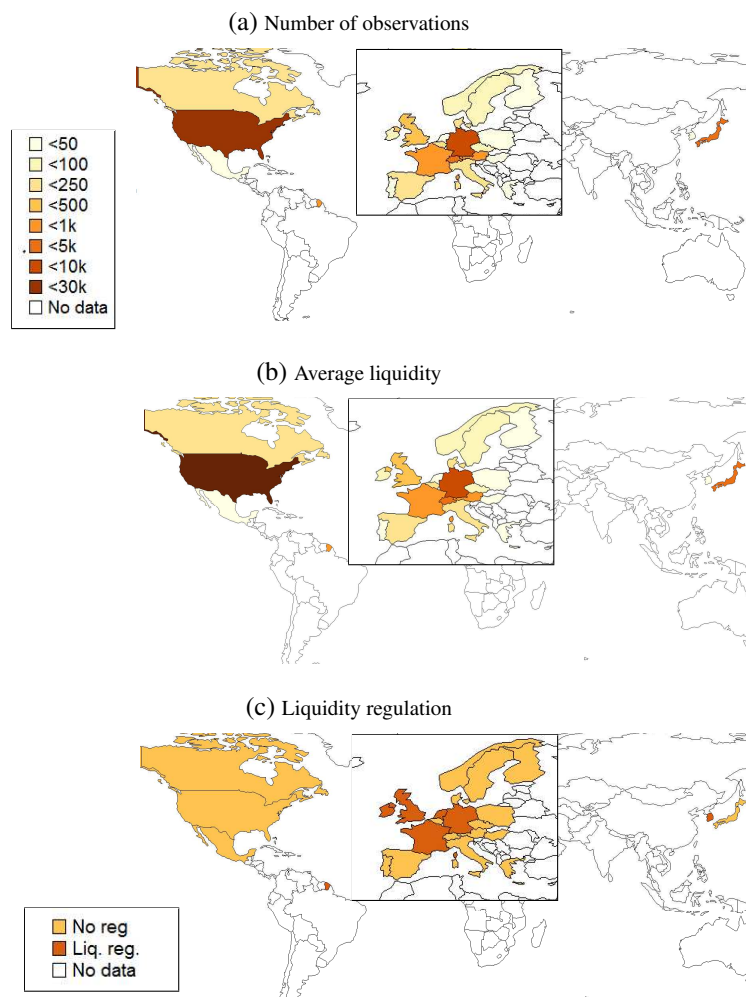 (a) Number of observations
<50
<100
<250
<500
<1k
<5k
<10k
<30k
No data
(b) Average liquidity
(c) Liquidity regulation
No reg
Liq. reg.
No data